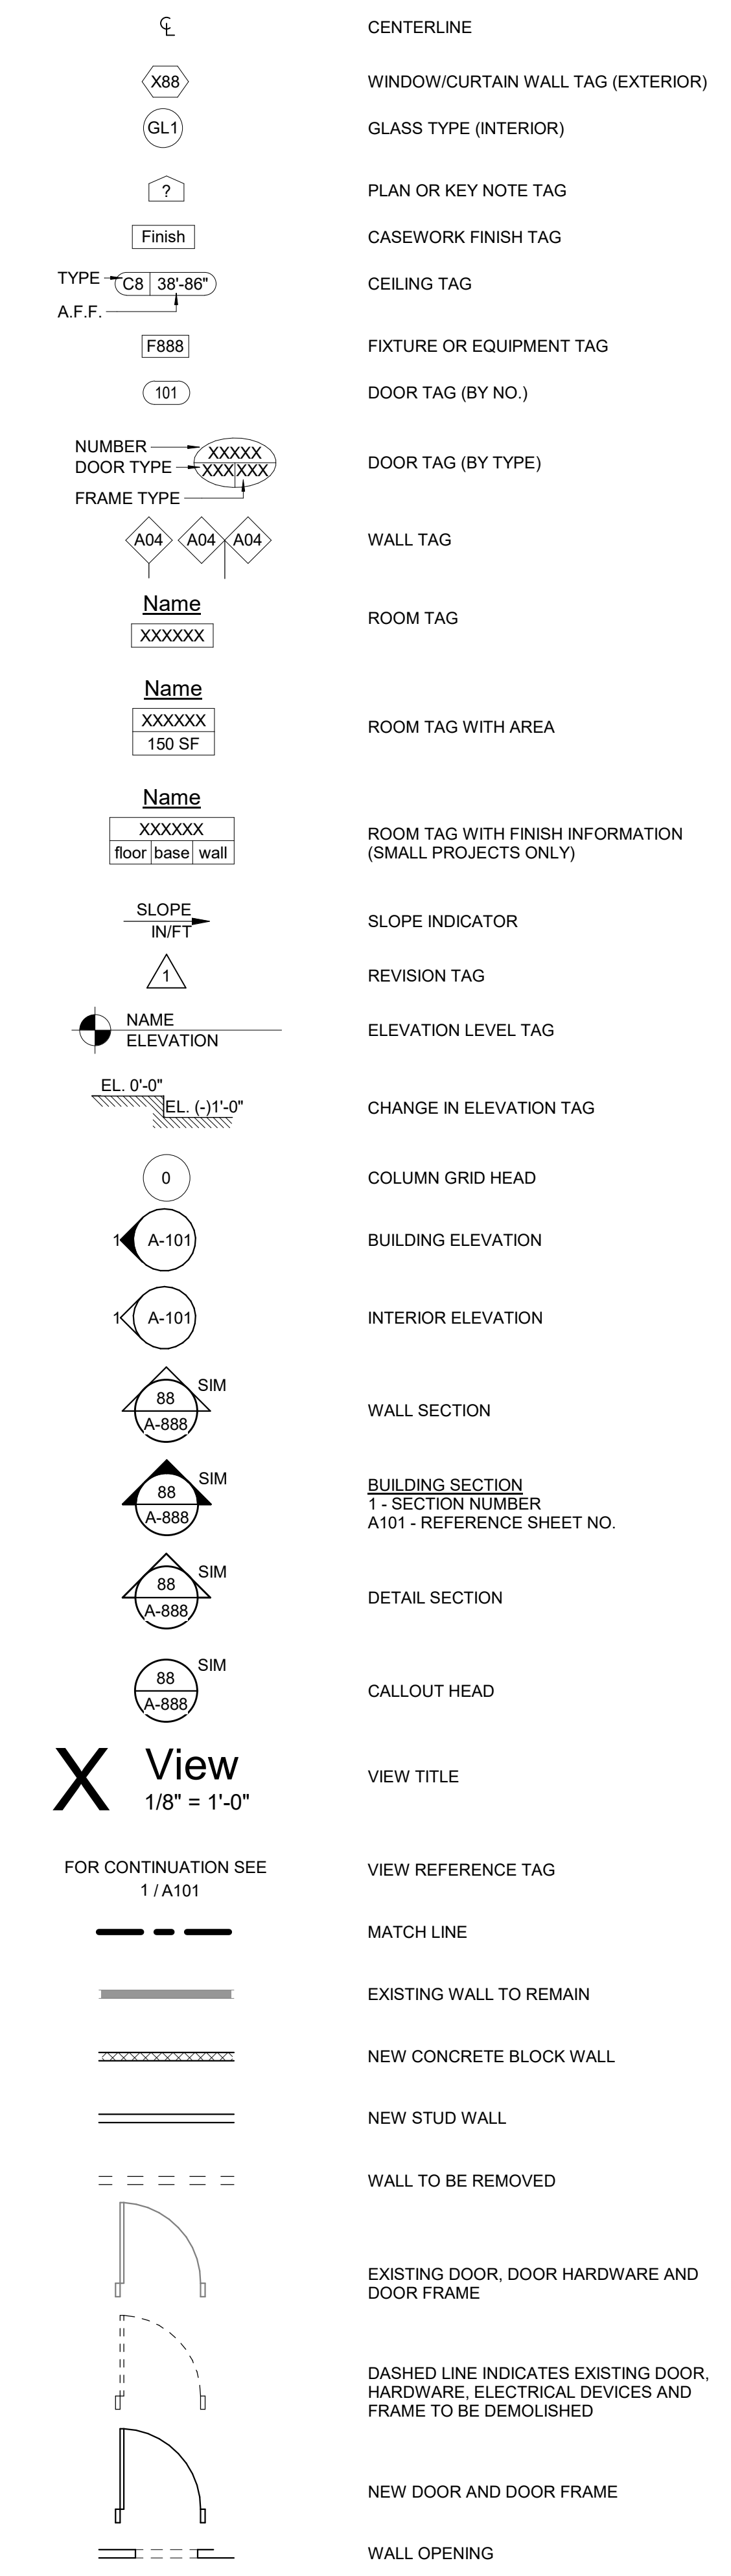 ℄ CENTERLINE
X88 WINDOW/CURTAIN WALL TAG (EXTERIOR)
GL1 GLASS TYPE (INTERIOR)
? PLAN OR KEY NOTE TAG
Finish CASEWORK FINISH TAG
TYPE C8 38'-86" CEILING TAG
A.F.F.
F888 FIXTURE OR EQUIPMENT TAG
101 DOOR TAG (BY NO.)
NUMBER XXXXX
DOOR TYPE XXX XXX DOOR TAG (BY TYPE)
FRAME TYPE
A04 A04 A04 WALL TAG
Name
ROOM TAG
XXXXXX
Name
XXXXXX
ROOM TAG WITH AREA
150 SF
Name
XXXXXX ROOM TAG WITH FINISH INFORMATION
floor base wall (SMALL PROJECTS ONLY)
SLOPE
SLOPE INDICATOR
IN/FT
1 REVISION TAG
NAME
ELEVATION LEVEL TAG
ELEVATION
EL. 0'-0"
EL. (-)1'-0" CHANGE IN ELEVATION TAG
0 COLUMN GRID HEAD
1 A-101 BUILDING ELEVATION
1 A-101 INTERIOR ELEVATION
SIM
88
WALL SECTION
A-888
SIM
88 BUILDING SECTION
1 - SECTION NUMBER
A-888 A101 - REFERENCE SHEET NO.
SIM
88
DETAIL SECTION
A-888
SIM
88
CALLOUT HEAD
A-888
X View VIEW TITLE
1/8" = 1'-0"
FOR CONTINUATION SEE VIEW REFERENCE TAG
1 / A101
MATCH LINE
EXISTING WALL TO REMAIN
NEW CONCRETE BLOCK WALL
NEW STUD WALL
WALL TO BE REMOVED
EXISTING DOOR, DOOR HARDWARE AND
DOOR FRAME
DASHED LINE INDICATES EXISTING DOOR,
HARDWARE, ELECTRICAL DEVICES AND
FRAME TO BE DEMOLISHED
NEW DOOR AND DOOR FRAME
WALL OPENING